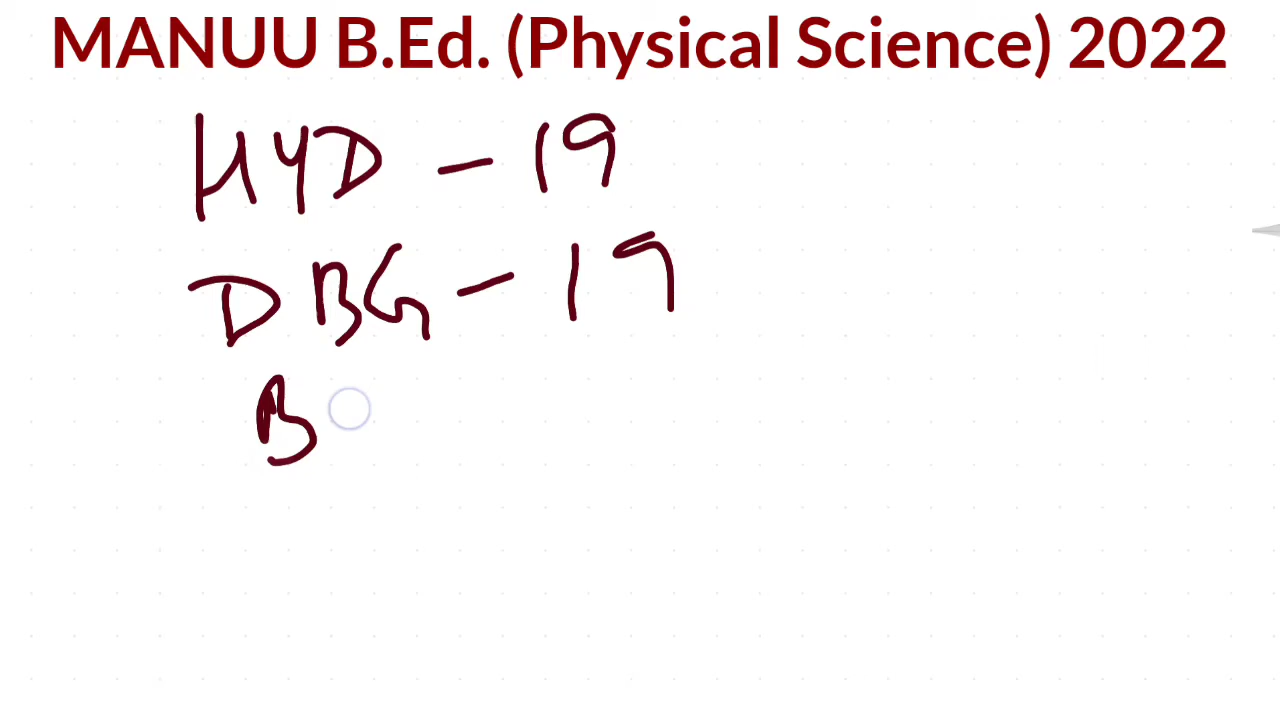 MANUU B.Ed. (Physical Science) 2022
HYD - 19
DBG - 19
B